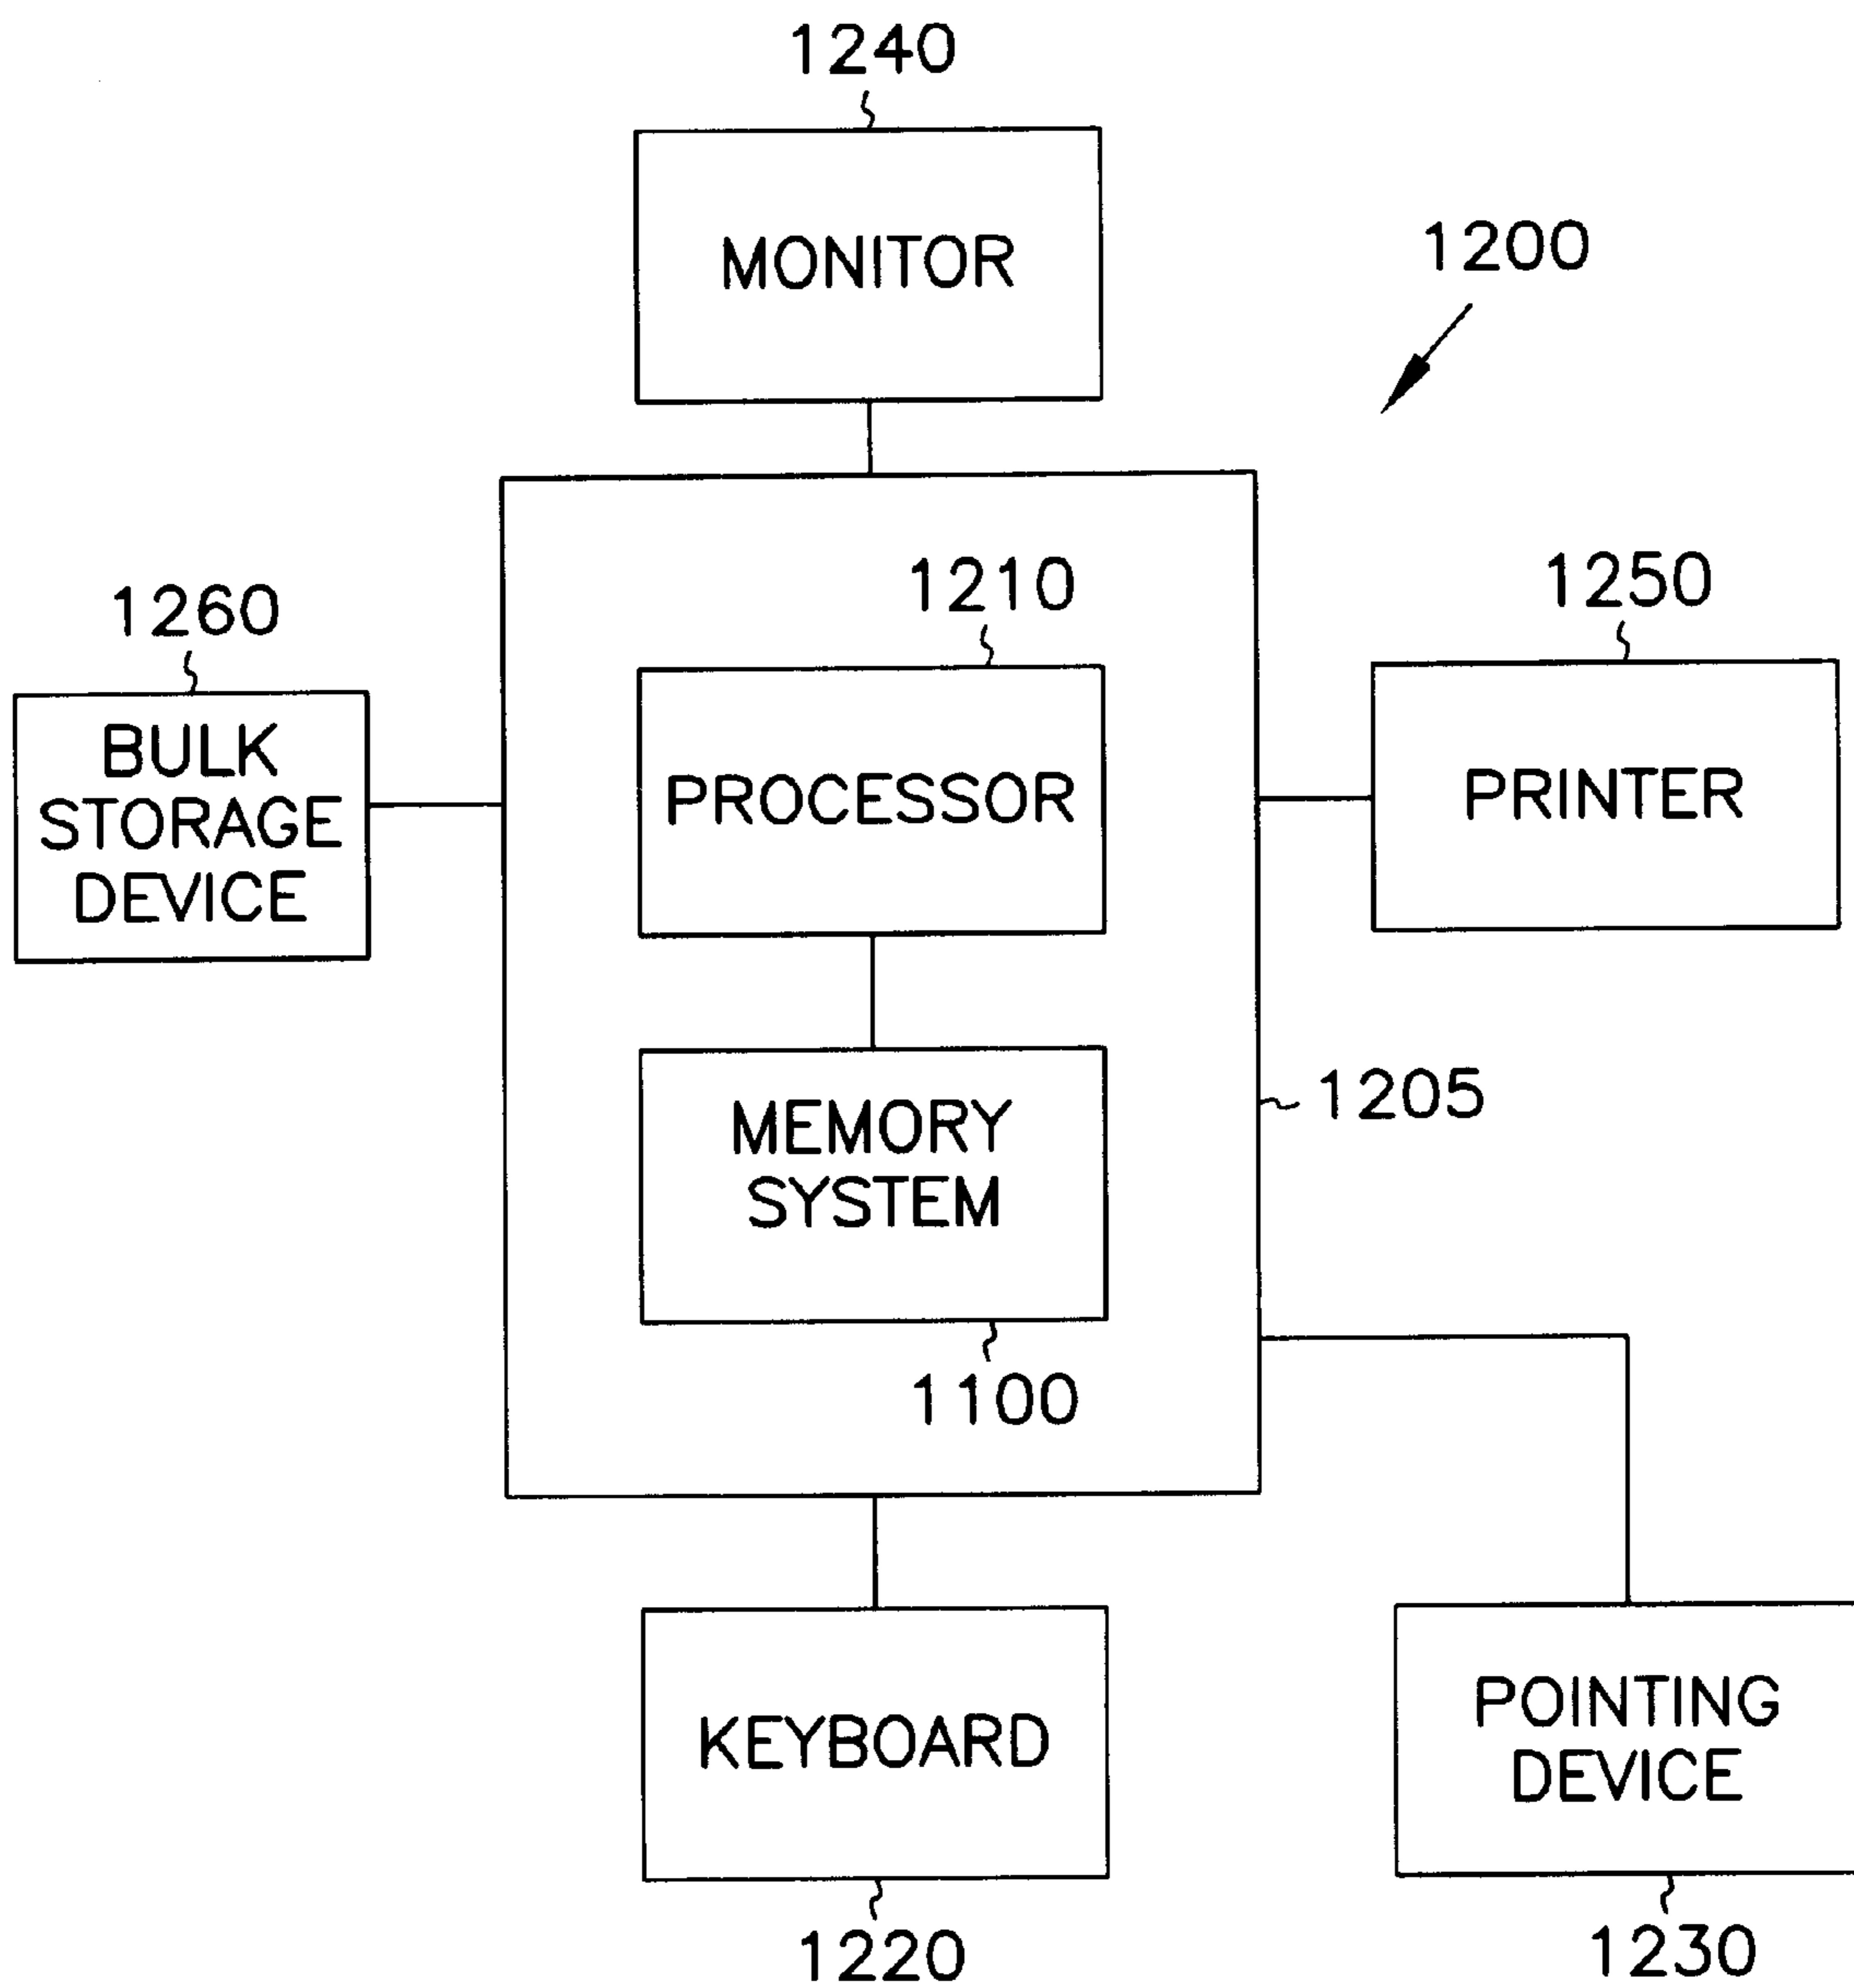 1240
MONITOR
1200
1210
1260
1250
BULK
STORAGE
DEVICE
PROCESSOR
PRINTER
1205
MEMORY
SYSTEM
1100
KEYBOARD
POINTING
DEVICE
1220
1230